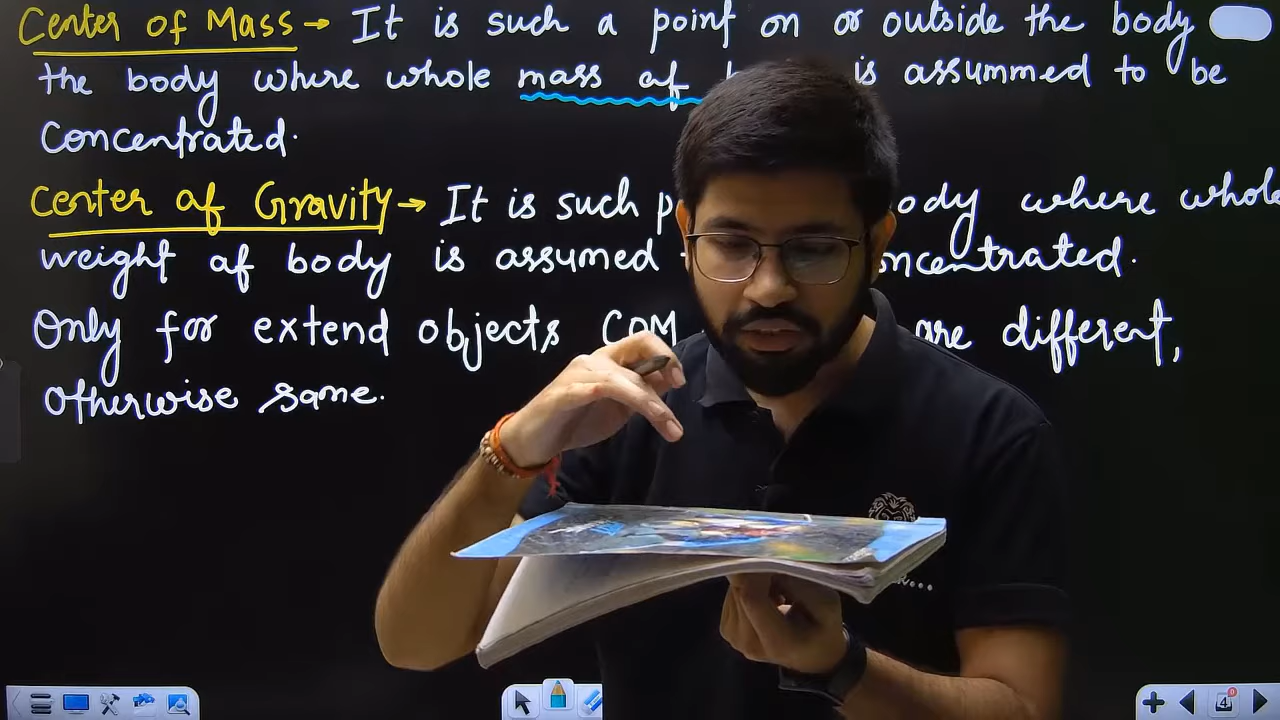 Center of Mass → It is such a point on or outside the body
the body where whole mass of is assummed to be
Concentrated.
Center of Gravity → It is such where whole
weight of body is assumed
Only for extend objects COM are different,
Otherwise same.
4